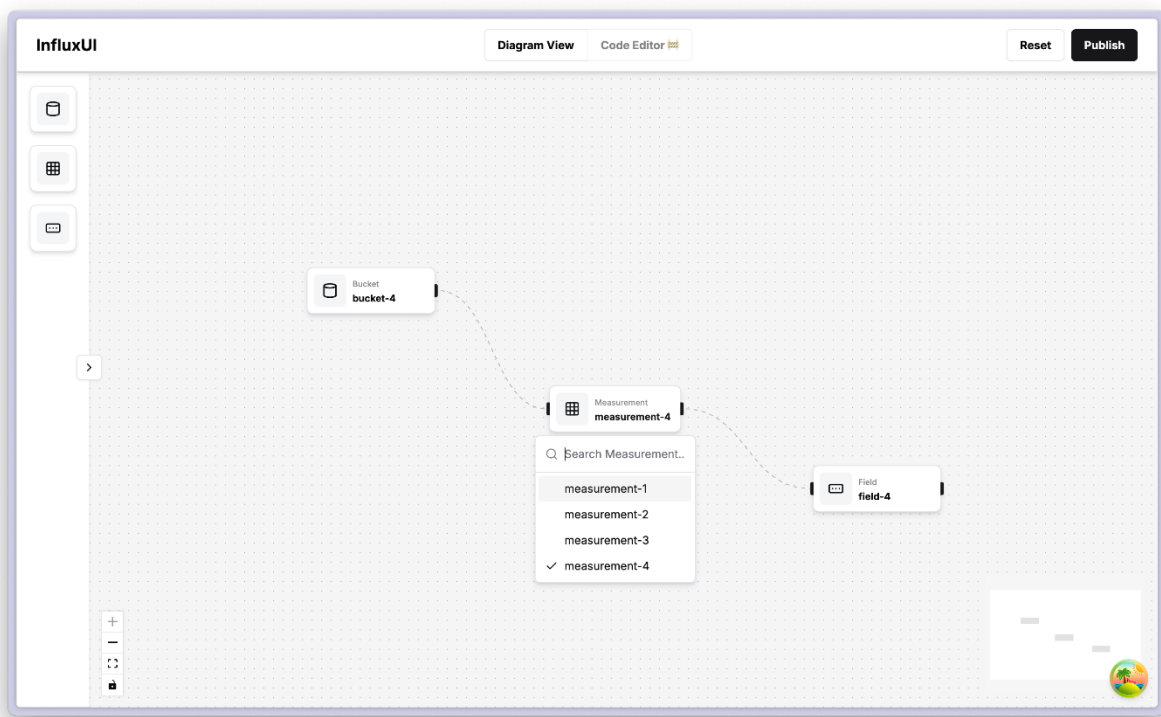 InfluxUI
Diagram View
Code Editor🚧
Reset
Publish
Bucket
bucket-4
Measurement
measurement-4
Search Measurement..
measurement-1
measurement-2
measurement-3
measurement-4
Field
field-4